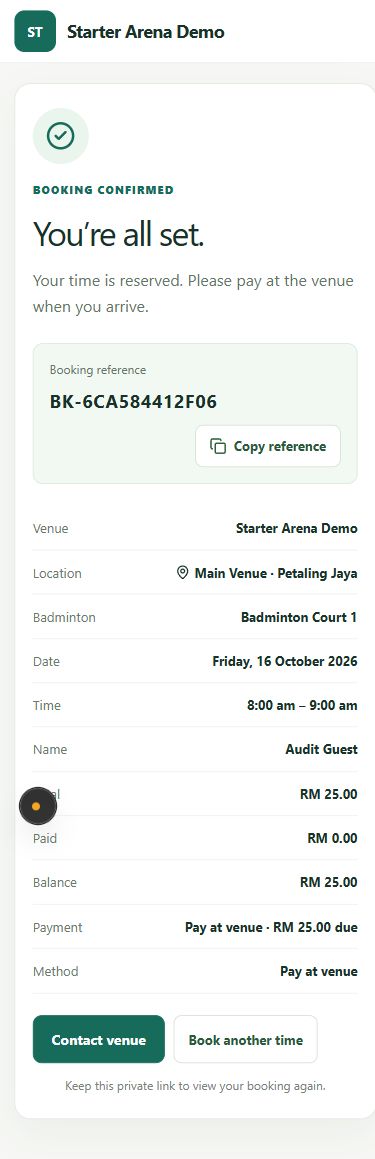 ST Starter Arena Demo
BOOKING CONFIRMED
You're all set.
Your time is reserved. Please pay at the venue
when you arrive.
Booking reference
BK-6CA584412F06
Copy reference
Venue Starter Arena Demo
Location Main Venue · Petaling Jaya
Badminton Badminton Court 1
Date Friday, 16 October 2026
Time 8:00 am – 9:00 am
Name Audit Guest
RM 25.00
Paid RM 0.00
Balance RM 25.00
Payment Pay at venue · RM 25.00 due
Method Pay at venue
Contact venue Book another time
Keep this private link to view your booking again.